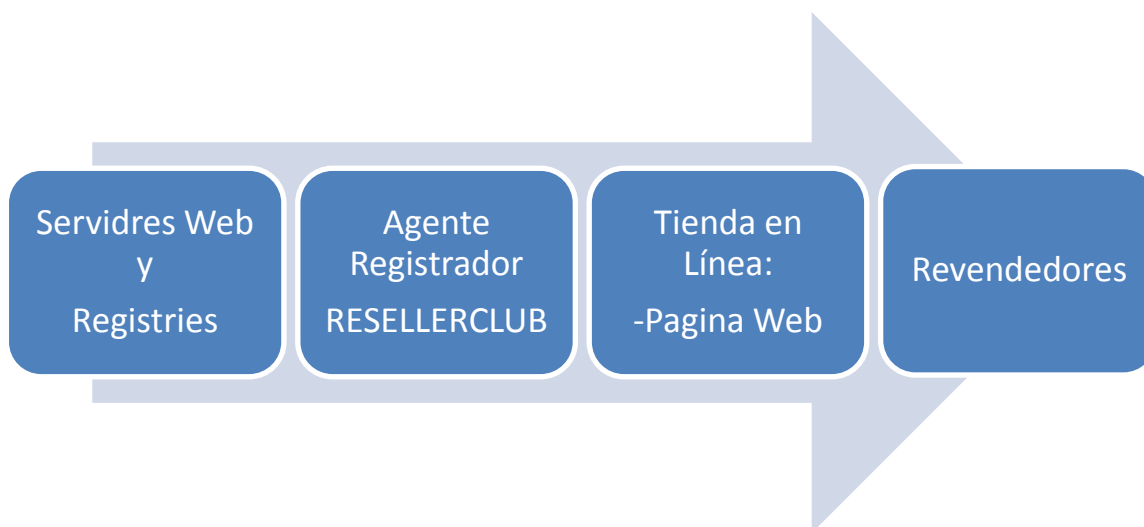 Servidres Web
y
Registries
Agente
Registrador
RESELLERCLUB
Tienda en
Línea:
-Pagina Web
Revendedores